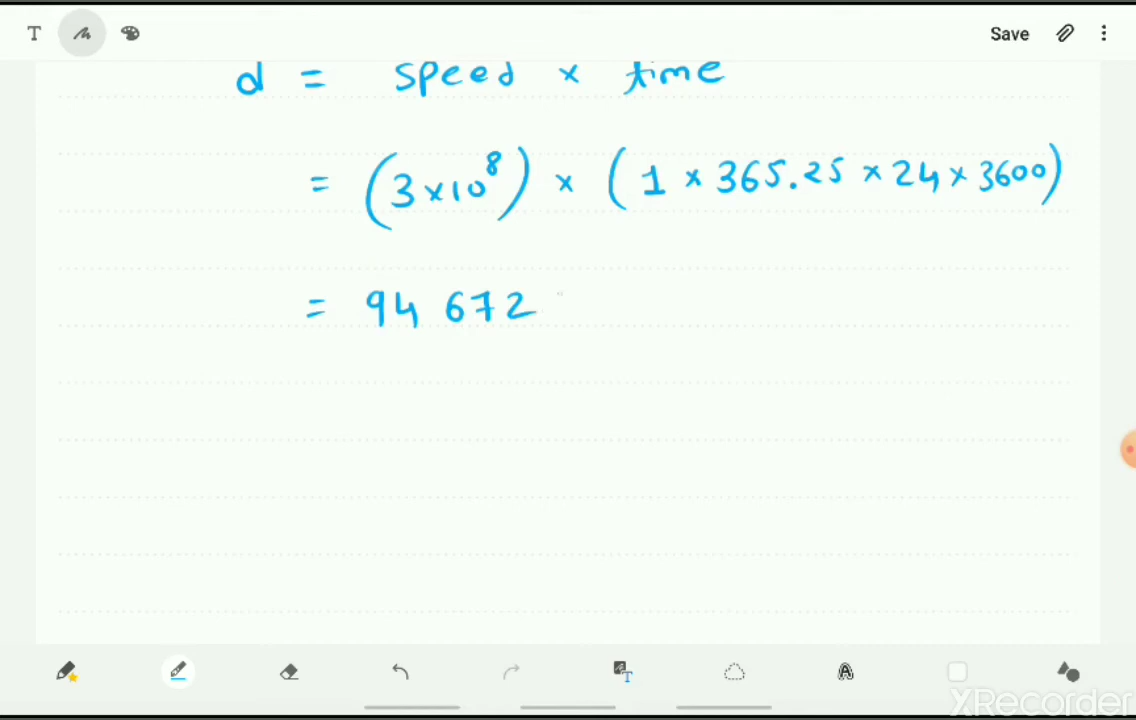 T Save
d = speed × time
= (3×10⁸) × (1 × 365.25 × 24 × 3600)
= 94 672
T A
XRecorder